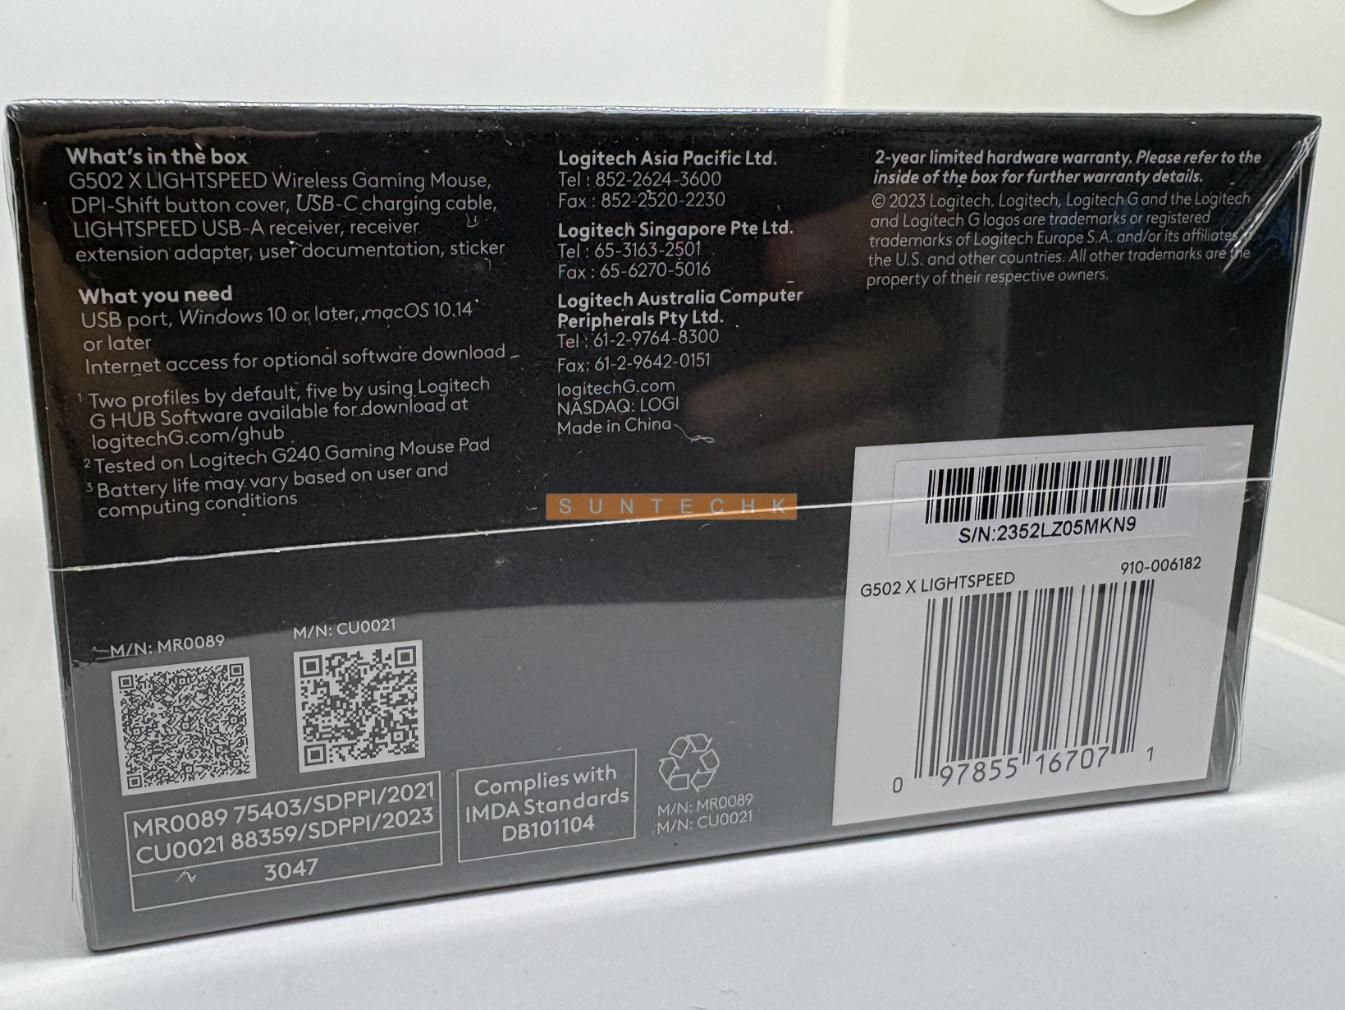 What's in the box
G502 X LIGHTSPEED Wireless Gaming Mouse,
DPI-Shift button cover, USB-C charging cable,
LIGHTSPEED USB-A receiver, receiver
extension adapter, user documentation, sticker
What you need
USB port, Windows 10 or later, macOS 10.14
or later
Internet access for optional software download
1 Two profiles by default, five by using Logitech
G HUB Software available for download at
logitechG.com/ghub
2 Tested on Logitech G240 Gaming Mouse Pad
3 Battery life may vary based on user and
computing conditions
Logitech Asia Pacific Ltd.
Tel : 852-2624-3600
Fax : 852-2520-2230
Logitech Singapore Pte Ltd.
Tel : 65-3163-2501
Fax : 65-6270-5016
Logitech Australia Computer
Peripherals Pty Ltd.
Tel : 61-2-9764-8300
Fax: 61-2-9642-0151
logitechG.com
NASDAQ: LOGI
Made in China
2-year limited hardware warranty. Please refer to the
inside of the box for further warranty details.
© 2023 Logitech. Logitech, Logitech G and the Logitech
and Logitech G logos are trademarks or registered
trademarks of Logitech Europe S.A. and/or its affiliates in
the U.S. and other countries. All other trademarks are the
property of their respective owners.
SUNTECHK
S/N:2352LZ05MKN9
G502 X LIGHTSPEED 910-006182
0 97855 16707 1
M/N: MR0089
M/N: CU0021
MR0089 75403/SDPPI/2021
CU0021 88359/SDPPI/2023
3047
Complies with
IMDA Standards
DB101104
M/N: MR0089
M/N: CU0021